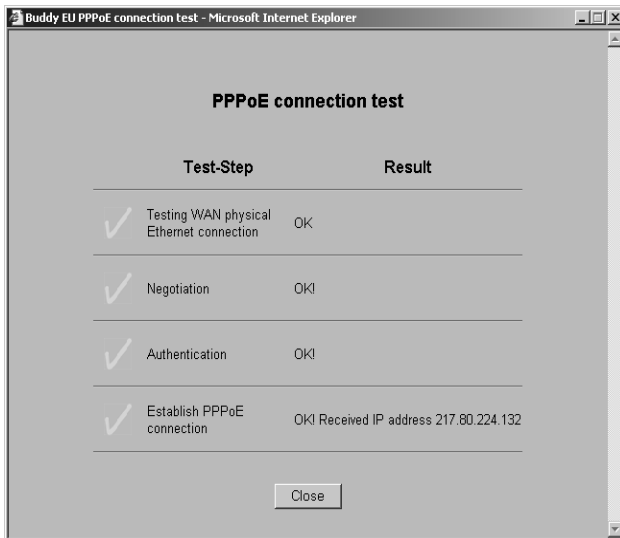 Buddy EU PPPoE connection test - Microsoft Internet Explorer
PPPoE connection test
Test-Step Result
Testing WAN physical
Ethernet connection
OK
Negotiation OK!
Authentication OK!
Establish PPPoE
connection
OK! Received IP address 217.80.224.132
Close